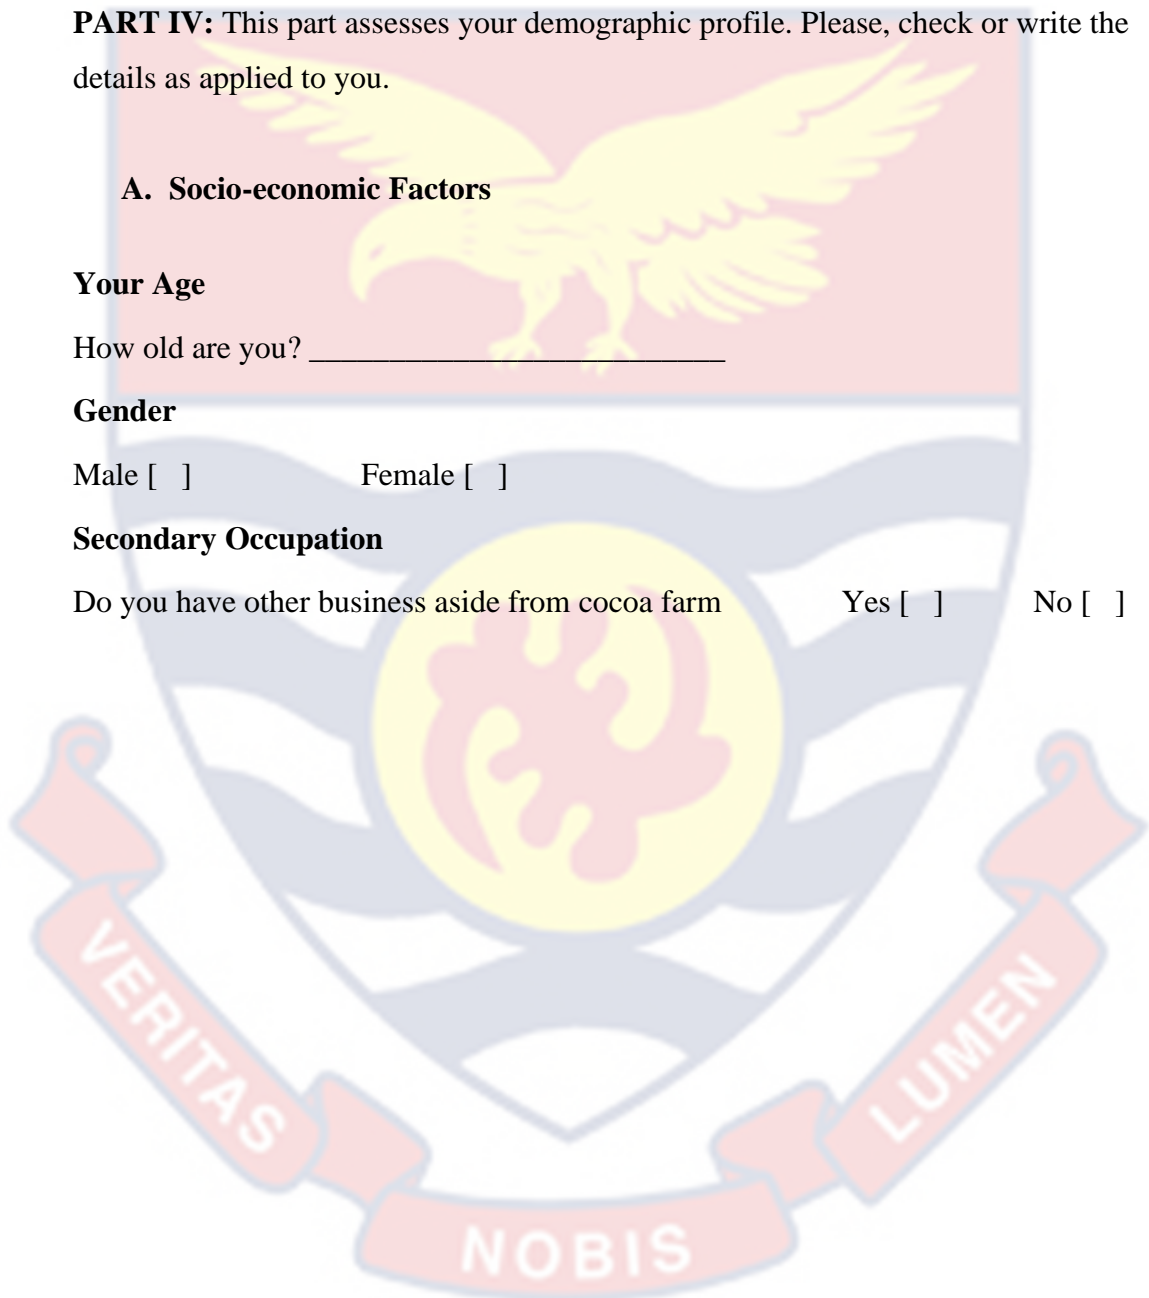 PART IV: This part assesses your demographic profile. Please, check or write the
details as applied to you.
A. Socio-economic Factors
Your Age
How old are you? __________________________
Gender
Male [ ] Female [ ]
Secondary Occupation
Do you have other business aside from cocoa farm Yes [ ] No [ ]
VERITAS
NOBIS
LUMEN